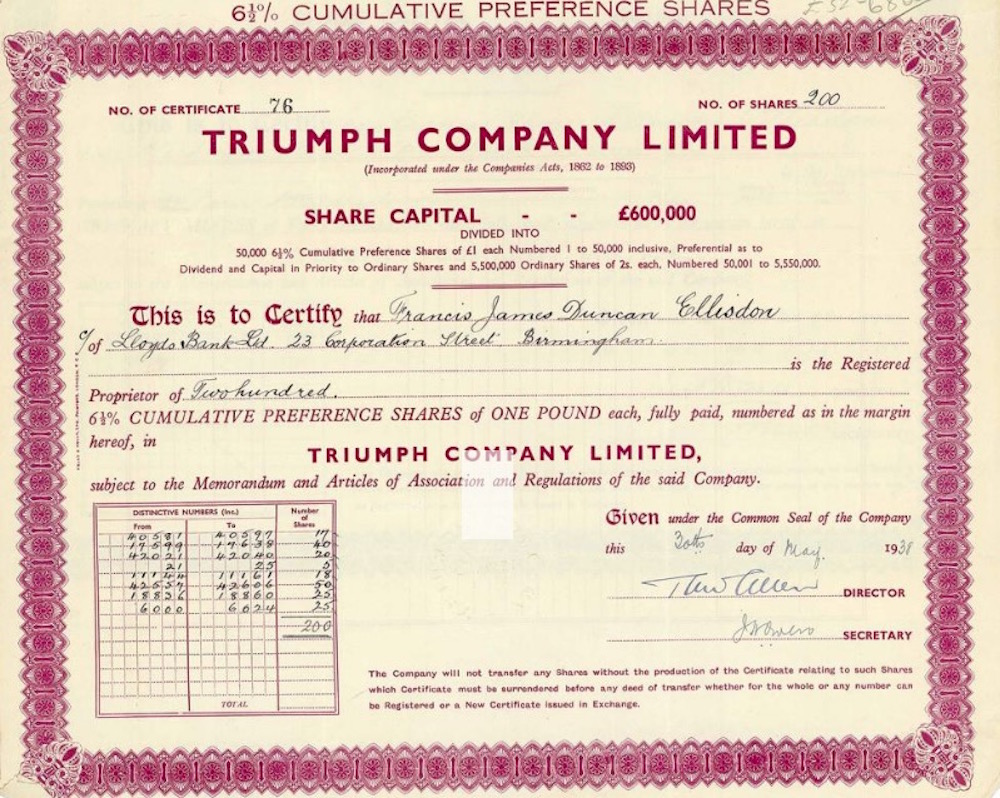 6½% CUMULATIVE PREFERENCE SHARES
NO. OF CERTIFICATE 76
NO. OF SHARES 200
TRIUMPH COMPANY LIMITED
(Incorporated under the Companies Acts, 1862 to 1893)
SHARE CAPITAL - - £600,000
DIVIDED INTO
50,000 6½% Cumulative Preference Shares of £1 each Numbered 1 to 50,000 inclusive, Preferential as to
Dividend and Capital in Priority to Ordinary Shares and 5,500,000 Ordinary Shares of 2s. each, Numbered 50,001 to 5,550,000.
This is to Certify that Francis James Duncan Ellisdon
c/of Lloyds Bank Ltd. 23 Corporation Street Birmingham.
is the Registered
Proprietor of Two hundred.
6½% CUMULATIVE PREFERENCE SHARES of ONE POUND each, fully paid, numbered as in the margin
hereof, in
TRIUMPH COMPANY LIMITED,
subject to the Memorandum and Articles of Association and Regulations of the said Company.
DISTINCTIVE NUMBERS (Inc.) Number of Shares
From To
40581 40597 17
17599 17638 40
42021 42040 20
21 25 5
11144 11161 18
42557 42606 50
18836 18860 25
6000 6024 25
200
TOTAL
Given under the Common Seal of the Company
this 30th day of May 1938
DIRECTOR
SECRETARY
The Company will not transfer any Shares without the production of the Certificate relating to such Shares
which Certificate must be surrendered before any deed of transfer whether for the whole or any number can
be Registered or a New Certificate issued in Exchange.